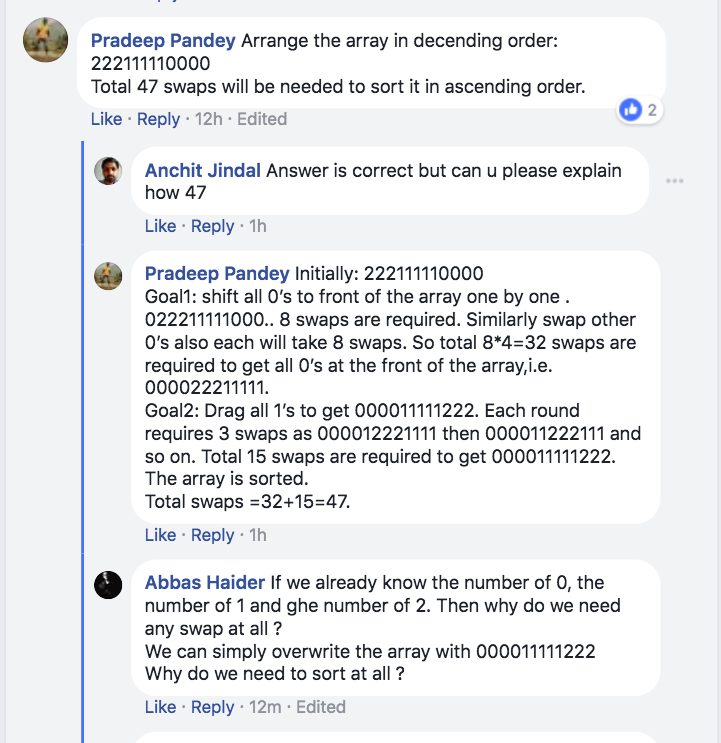 Pradeep Pandey Arrange the array in decending order:
222111110000
Total 47 swaps will be needed to sort it in ascending order.
2
Like · Reply · 12h · Edited
Anchit Jindal Answer is correct but can u please explain
how 47
Like · Reply · 1h
Pradeep Pandey Initially: 222111110000
Goal1: shift all 0's to front of the array one by one .
022211111000.. 8 swaps are required. Similarly swap other
0's also each will take 8 swaps. So total 8*4=32 swaps are
required to get all 0's at the front of the array,i.e.
000022211111.
Goal2: Drag all 1's to get 000011111222. Each round
requires 3 swaps as 000012221111 then 000011222111 and
so on. Total 15 swaps are required to get 000011111222.
The array is sorted.
Total swaps =32+15=47.
Like · Reply · 1h
Abbas Haider If we already know the number of 0, the
number of 1 and ghe number of 2. Then why do we need
any swap at all ?
We can simply overwrite the array with 000011111222
Why do we need to sort at all ?
Like · Reply · 12m · Edited